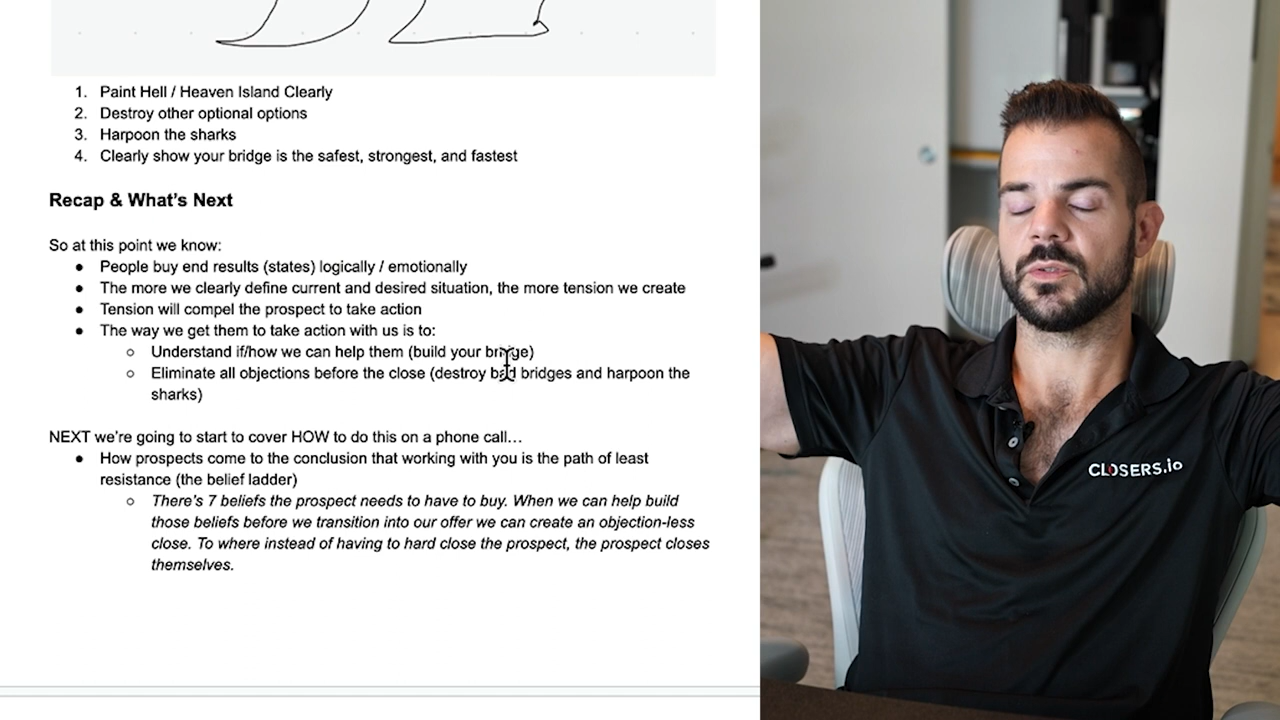 1. Paint Hell / Heaven Island Clearly
2. Destroy other optional options
3. Harpoon the sharks
4. Clearly show your bridge is the safest, strongest, and fastest
Recap & What's Next
So at this point we know:
● People buy end results (states) logically / emotionally
● The more we clearly define current and desired situation, the more tension we create
● Tension will compel the prospect to take action
● The way we get them to take action with us is to:
○ Understand if/how we can help them (build your bridge)
○ Eliminate all objections before the close (destroy bad bridges and harpoon the
sharks)
NEXT we're going to start to cover HOW to do this on a phone call…
● How prospects come to the conclusion that working with you is the path of least
resistance (the belief ladder)
○ There's 7 beliefs the prospect needs to have to buy. When we can help build
those beliefs before we transition into our offer we can create an objection-less
close. To where instead of having to hard close the prospect, the prospect closes
themselves.
CLOSERS.io